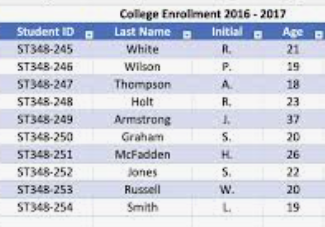 College Enrollment 2016 - 2017
Student ID Last Name Initial Age
ST348-245 White R. 21
ST348-246 Wilson P. 19
ST348-247 Thompson A. 18
ST348-248 Holt R. 23
ST348-249 Armstrong J. 37
ST348-250 Graham S. 20
ST348-251 McFadden H. 26
ST348-252 Jones S. 22
ST348-253 Russell W. 20
ST348-254 Smith L. 19